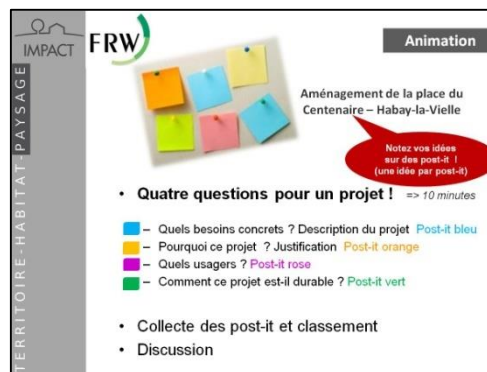 IMPACT
FRW
Animation
TERRITOIRE-HABITAT-PAYSAGE
Aménagement de la place du
Centenaire – Habay-la-Vielle
Notez vos idées
sur des post-it !
(une idée par post-it)
• Quatre questions pour un projet ! => 10 minutes
– Quels besoins concrets ? Description du projet Post-it bleu
– Pourquoi ce projet ? Justification Post-it orange
– Quels usagers ? Post-it rose
– Comment ce projet est-il durable ? Post-it vert
• Collecte des post-it et classement
• Discussion